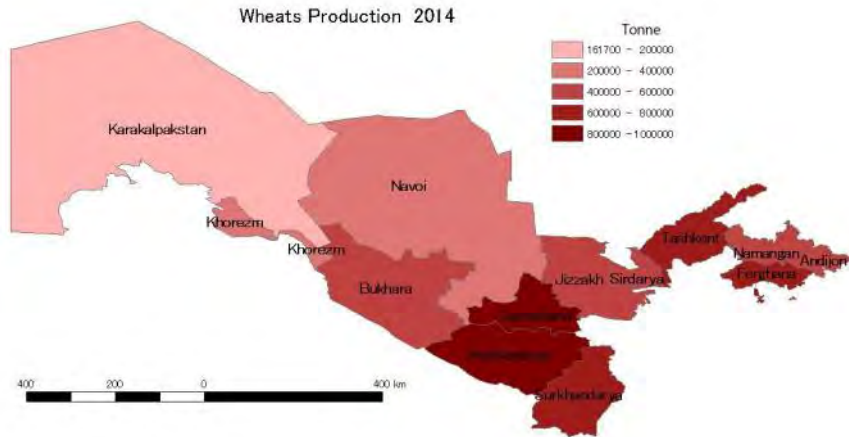 Wheats Production 2014
Tonne
161700 - 200000
200000 - 400000
400000 - 600000
600000 - 800000
800000 -1000000
Karakalpakstan
Navoi
Khorezm
Khorezm
Bukhara
Jizzakh
Sirdarya
Tashkent
Namangan
Andijon
Ferghana
Surkhandarya
400
200
0
400 km